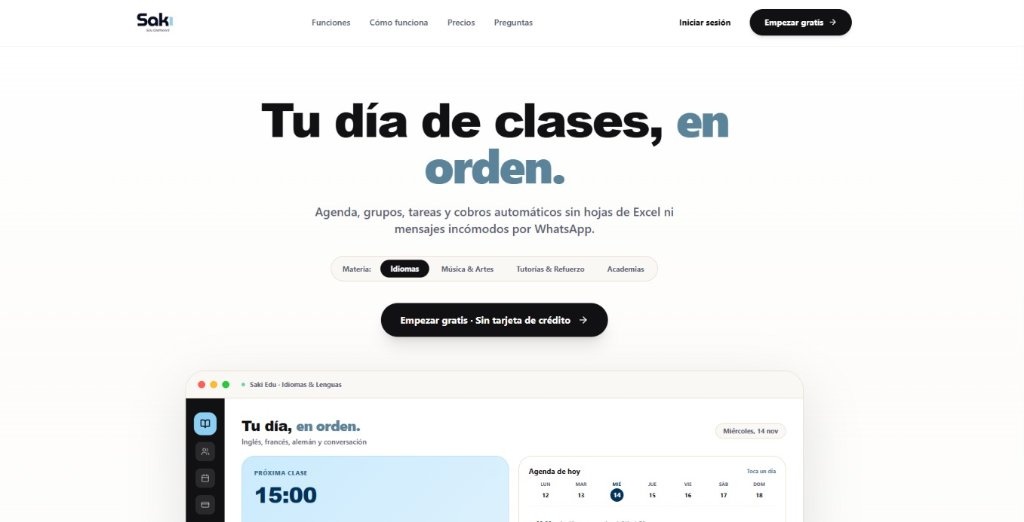 Saki
Funciones
Cómo funciona
Precios
Preguntas
Iniciar sesión
Empezar gratis →
Tu día de clases, en
orden.
Agenda, grupos, tareas y cobros automáticos sin hojas de Excel ni
mensajes incómodos por WhatsApp.
Materia:
Idiomas
Música & Artes
Tutorías & Refuerzo
Academias
Empezar gratis · Sin tarjeta de crédito →
Saki Edu · Idiomas & Lenguas
Tu día, en orden.
Inglés, francés, alemán y conversación
Miércoles, 14 nov
PRÓXIMA CLASE
15:00
Agenda de hoy
Toca un día
LUN MAR MIÉ JUE VIE SÁB DOM
12 13 14 15 16 17 18